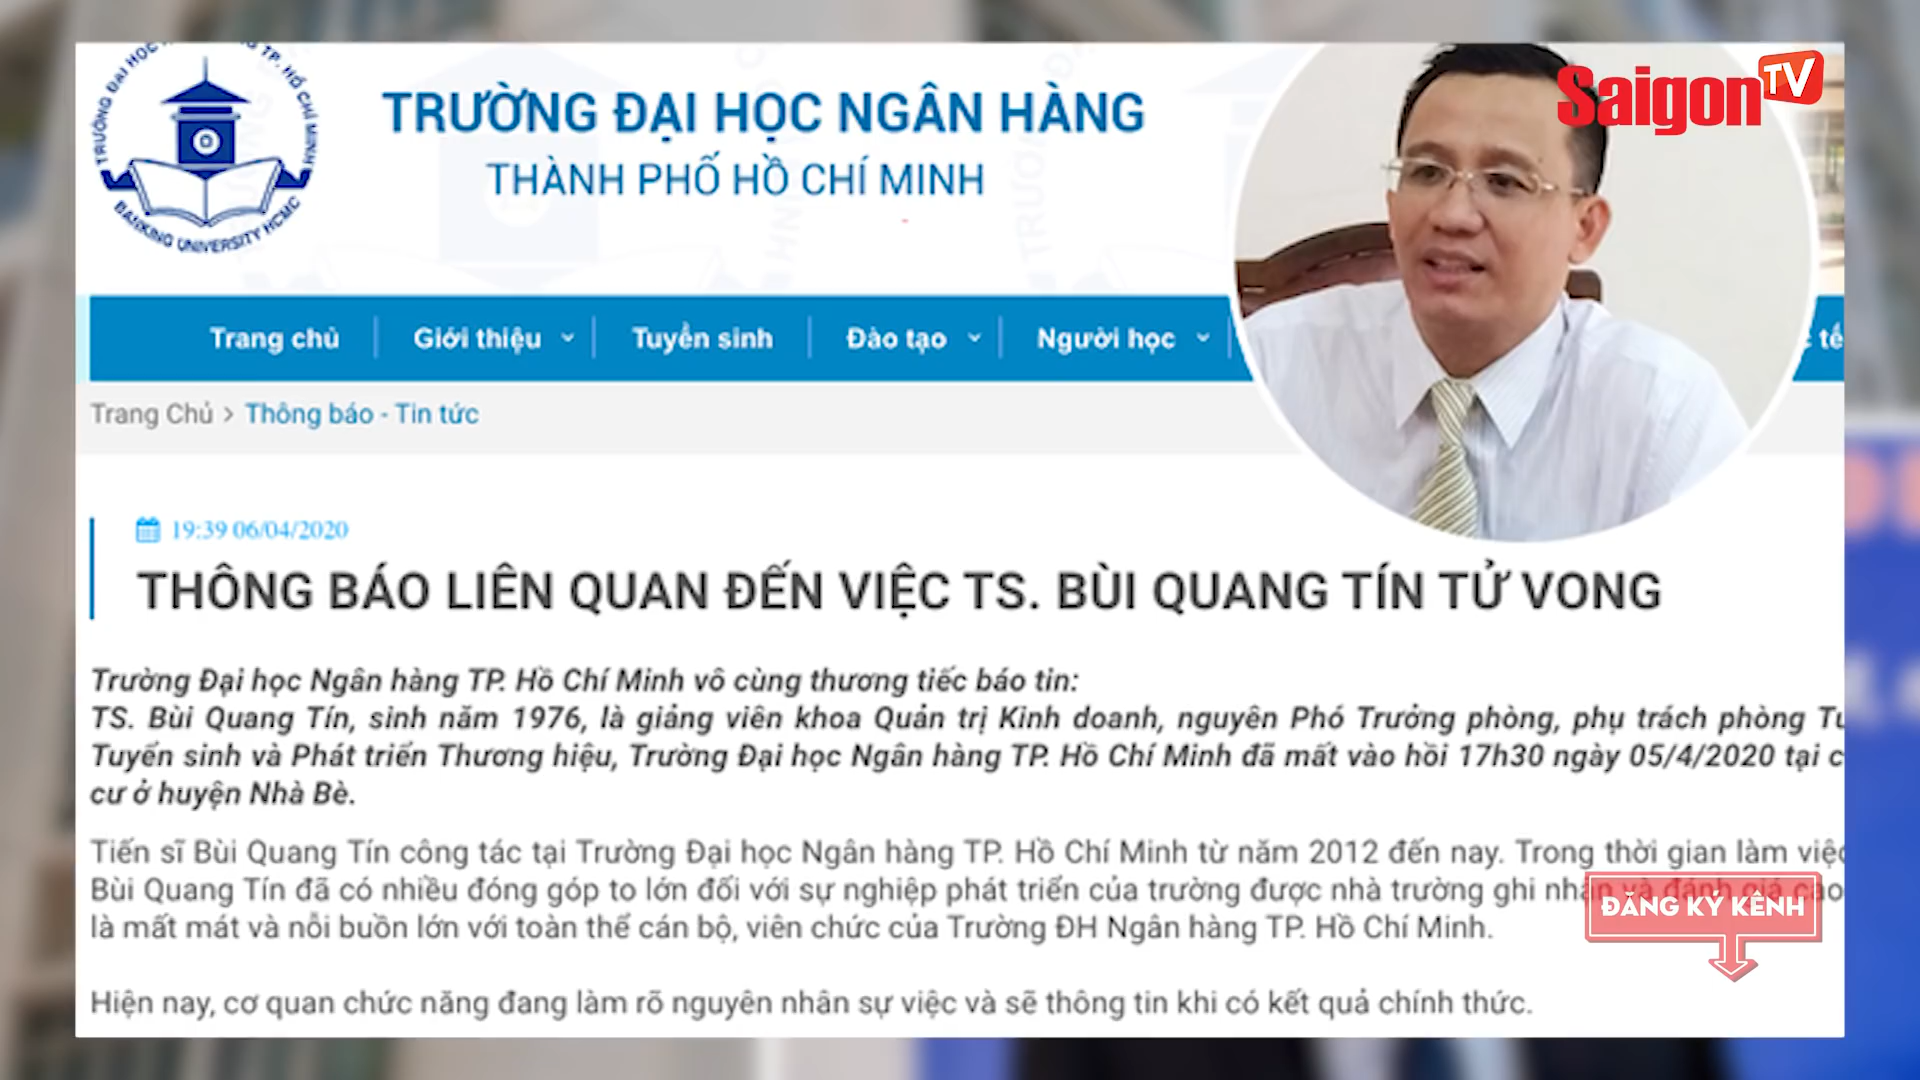 TRƯỜNG ĐẠI HỌC NGÂN HÀNG
THÀNH PHỐ HỒ CHÍ MINH
BANKING UNIVERSITY HCMC
Saigon TV
Trang chủ
Giới thiệu
Tuyển sinh
Đào tạo
Người học
tế
Trang Chủ > Thông báo - Tin tức
19:39 06/04/2020
THÔNG BÁO LIÊN QUAN ĐẾN VIỆC TS. BÙI QUANG TÍN TỬ VONG
Trường Đại học Ngân hàng TP. Hồ Chí Minh vô cùng thương tiếc báo tin:
TS. Bùi Quang Tín, sinh năm 1976, là giảng viên khoa Quản trị Kinh doanh, nguyên Phó Trưởng phòng, phụ trách phòng
Tuyển sinh và Phát triển Thương hiệu, Trường Đại học Ngân hàng TP. Hồ Chí Minh đã mất vào hồi 17h30 ngày 05/4/2020 tại
cư ở huyện Nhà Bè.
Tiến sĩ Bùi Quang Tín công tác tại Trường Đại học Ngân hàng TP. Hồ Chí Minh từ năm 2012 đến nay. Trong thời gian làm việc
Bùi Quang Tín đã có nhiều đóng góp to lớn đối với sự nghiệp phát triển của trường được nhà trường ghi nhận và đánh giá cao
là mất mát và nỗi buồn lớn với toàn thể cán bộ, viên chức của Trường ĐH Ngân hàng TP. Hồ Chí Minh.
ĐĂNG KÝ KÊNH
Hiện nay, cơ quan chức năng đang làm rõ nguyên nhân sự việc và sẽ thông tin khi có kết quả chính thức.